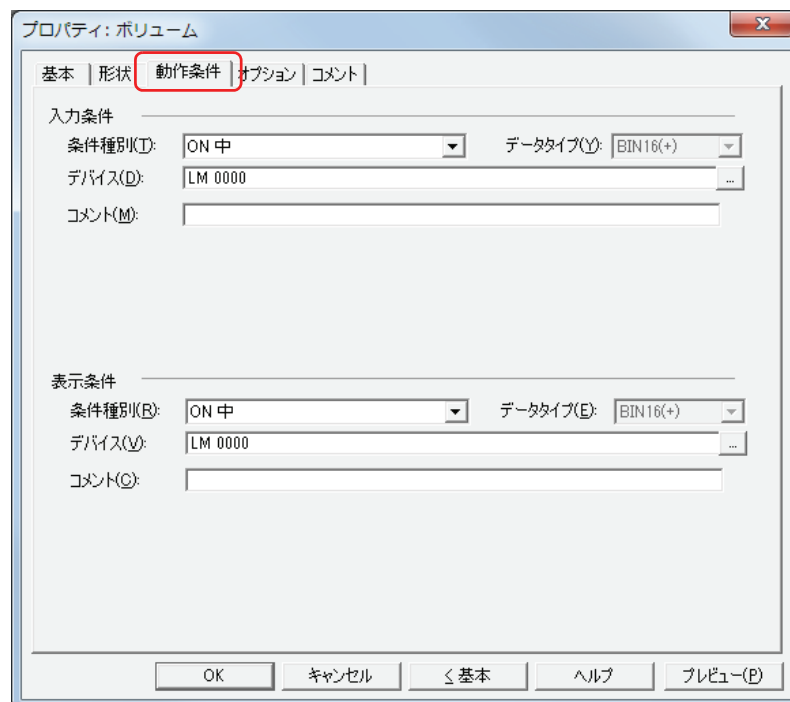 プロパティ: ボリューム
基本 形状 動作条件 オプション コメント
入力条件
条件種別(T): ON 中 データタイプ(Y): BIN16(+)
デバイス(D): LM 0000 ...
コメント(M):
表示条件
条件種別(R): ON 中 データタイプ(E): BIN16(+)
デバイス(V): LM 0000 ...
コメント(C):
OK キャンセル < 基本 ヘルプ プレビュー(P)